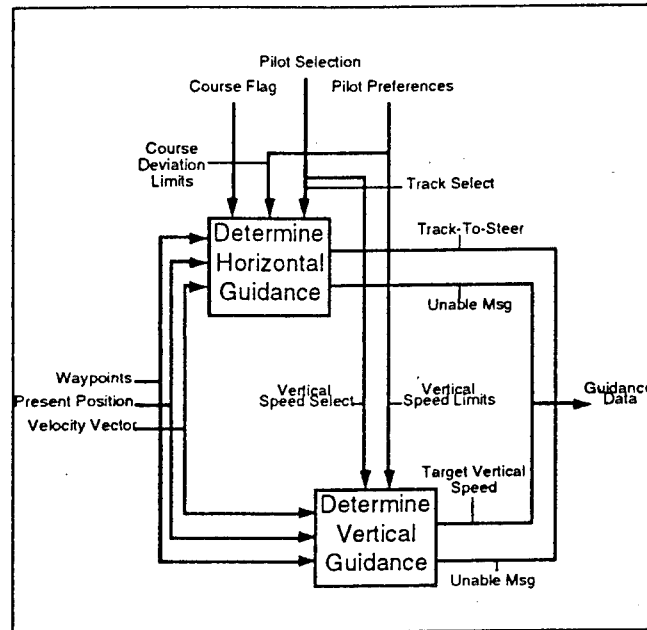 Pilot Selection
Course Flag
Pilot Preferences
Course
Deviation
Limits
Track Select
Determine
Horizontal
Guidance
Track-To-Steer
Unable Msg
Waypoints
Present Position
Velocity Vector
Vertical
Speed Select
Vertical
Speed Limits
Guidance
Data
Target Vertical
Speed
Determine
Vertical
Guidance
Unable Msg